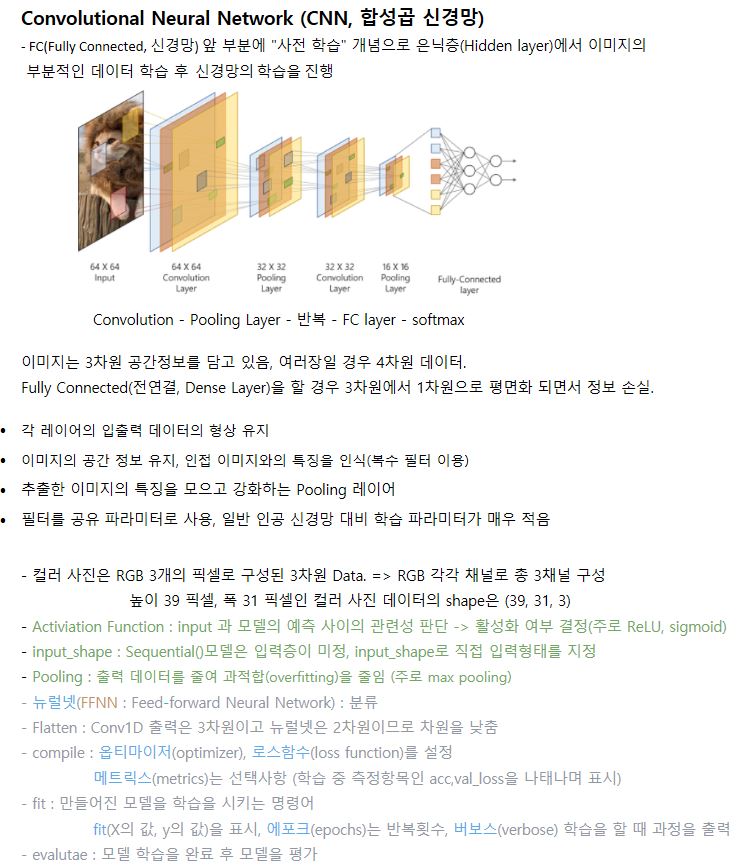 Convolutional Neural Network (CNN, 합성곱 신경망)
- FC(Fully Connected, 신경망) 앞 부분에 "사전 학습" 개념으로 은닉층(Hidden layer)에서 이미지의
부분적인 데이터 학습 후 신경망의 학습을 진행
64 X 64 Input
64 X 64 Convolution Layer
32 X 32 Pooling Layer
32 X 32 Convolution Layer
16 X 16 Pooling Layer
Fully-Connected layer
Convolution - Pooling Layer - 반복 - FC layer - softmax
이미지는 3차원 공간정보를 담고 있음, 여러장일 경우 4차원 데이터.
Fully Connected(전연결, Dense Layer)을 할 경우 3차원에서 1차원으로 평면화 되면서 정보 손실.
• 각 레이어의 입출력 데이터의 형상 유지
• 이미지의 공간 정보 유지, 인접 이미지와의 특징을 인식(복수 필터 이용)
• 추출한 이미지의 특징을 모으고 강화하는 Pooling 레이어
• 필터를 공유 파라미터로 사용, 일반 인공 신경망 대비 학습 파라미터가 매우 적음
- 컬러 사진은 RGB 3개의 픽셀로 구성된 3차원 Data. => RGB 각각 채널로 총 3채널 구성
높이 39 픽셀, 폭 31 픽셀인 컬러 사진 데이터의 shape은 (39, 31, 3)
- Activiation Function : input 과 모델의 예측 사이의 관련성 판단 -> 활성화 여부 결정(주로 ReLU, sigmoid)
- input_shape : Sequential()모델은 입력층이 미정, input_shape로 직접 입력형태를 지정
- Pooling : 출력 데이터를 줄여 과적합(overfitting)을 줄임 (주로 max pooling)
- 뉴럴넷(FFNN : Feed-forward Neural Network) : 분류
- Flatten : Conv1D 출력은 3차원이고 뉴럴넷은 2차원이므로 차원을 낮춤
- compile : 옵티마이저(optimizer), 로스함수(loss function)를 설정
메트릭스(metrics)는 선택사항 (학습 중 측정항목인 acc,val_loss을 나태나며 표시)
- fit : 만들어진 모델을 학습을 시키는 명령어
fit(X의 값, y의 값)을 표시, 에포크(epochs)는 반복횟수, 버보스(verbose) 학습을 할 때 과정을 출력
- evalutae : 모델 학습을 완료 후 모델을 평가